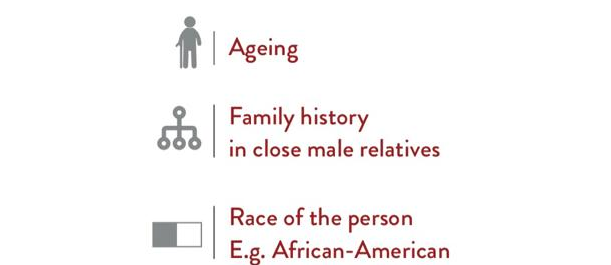 Ageing
Family history
in close male relatives
Race of the person
E.g. African-American